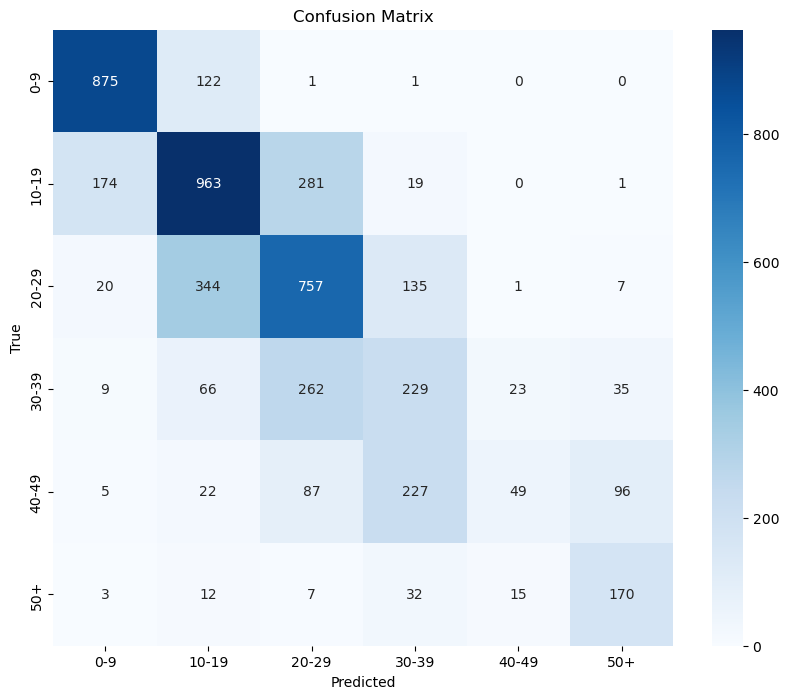 Confusion Matrix
0-9 875 122 1 1 0 0
10-19 174 963 281 19 0 1
20-29 20 344 757 135 1 7
30-39 9 66 262 229 23 35
40-49 5 22 87 227 49 96
50+ 3 12 7 32 15 170
0-9 10-19 20-29 30-39 40-49 50+
Predicted
True
800
600
400
200
0